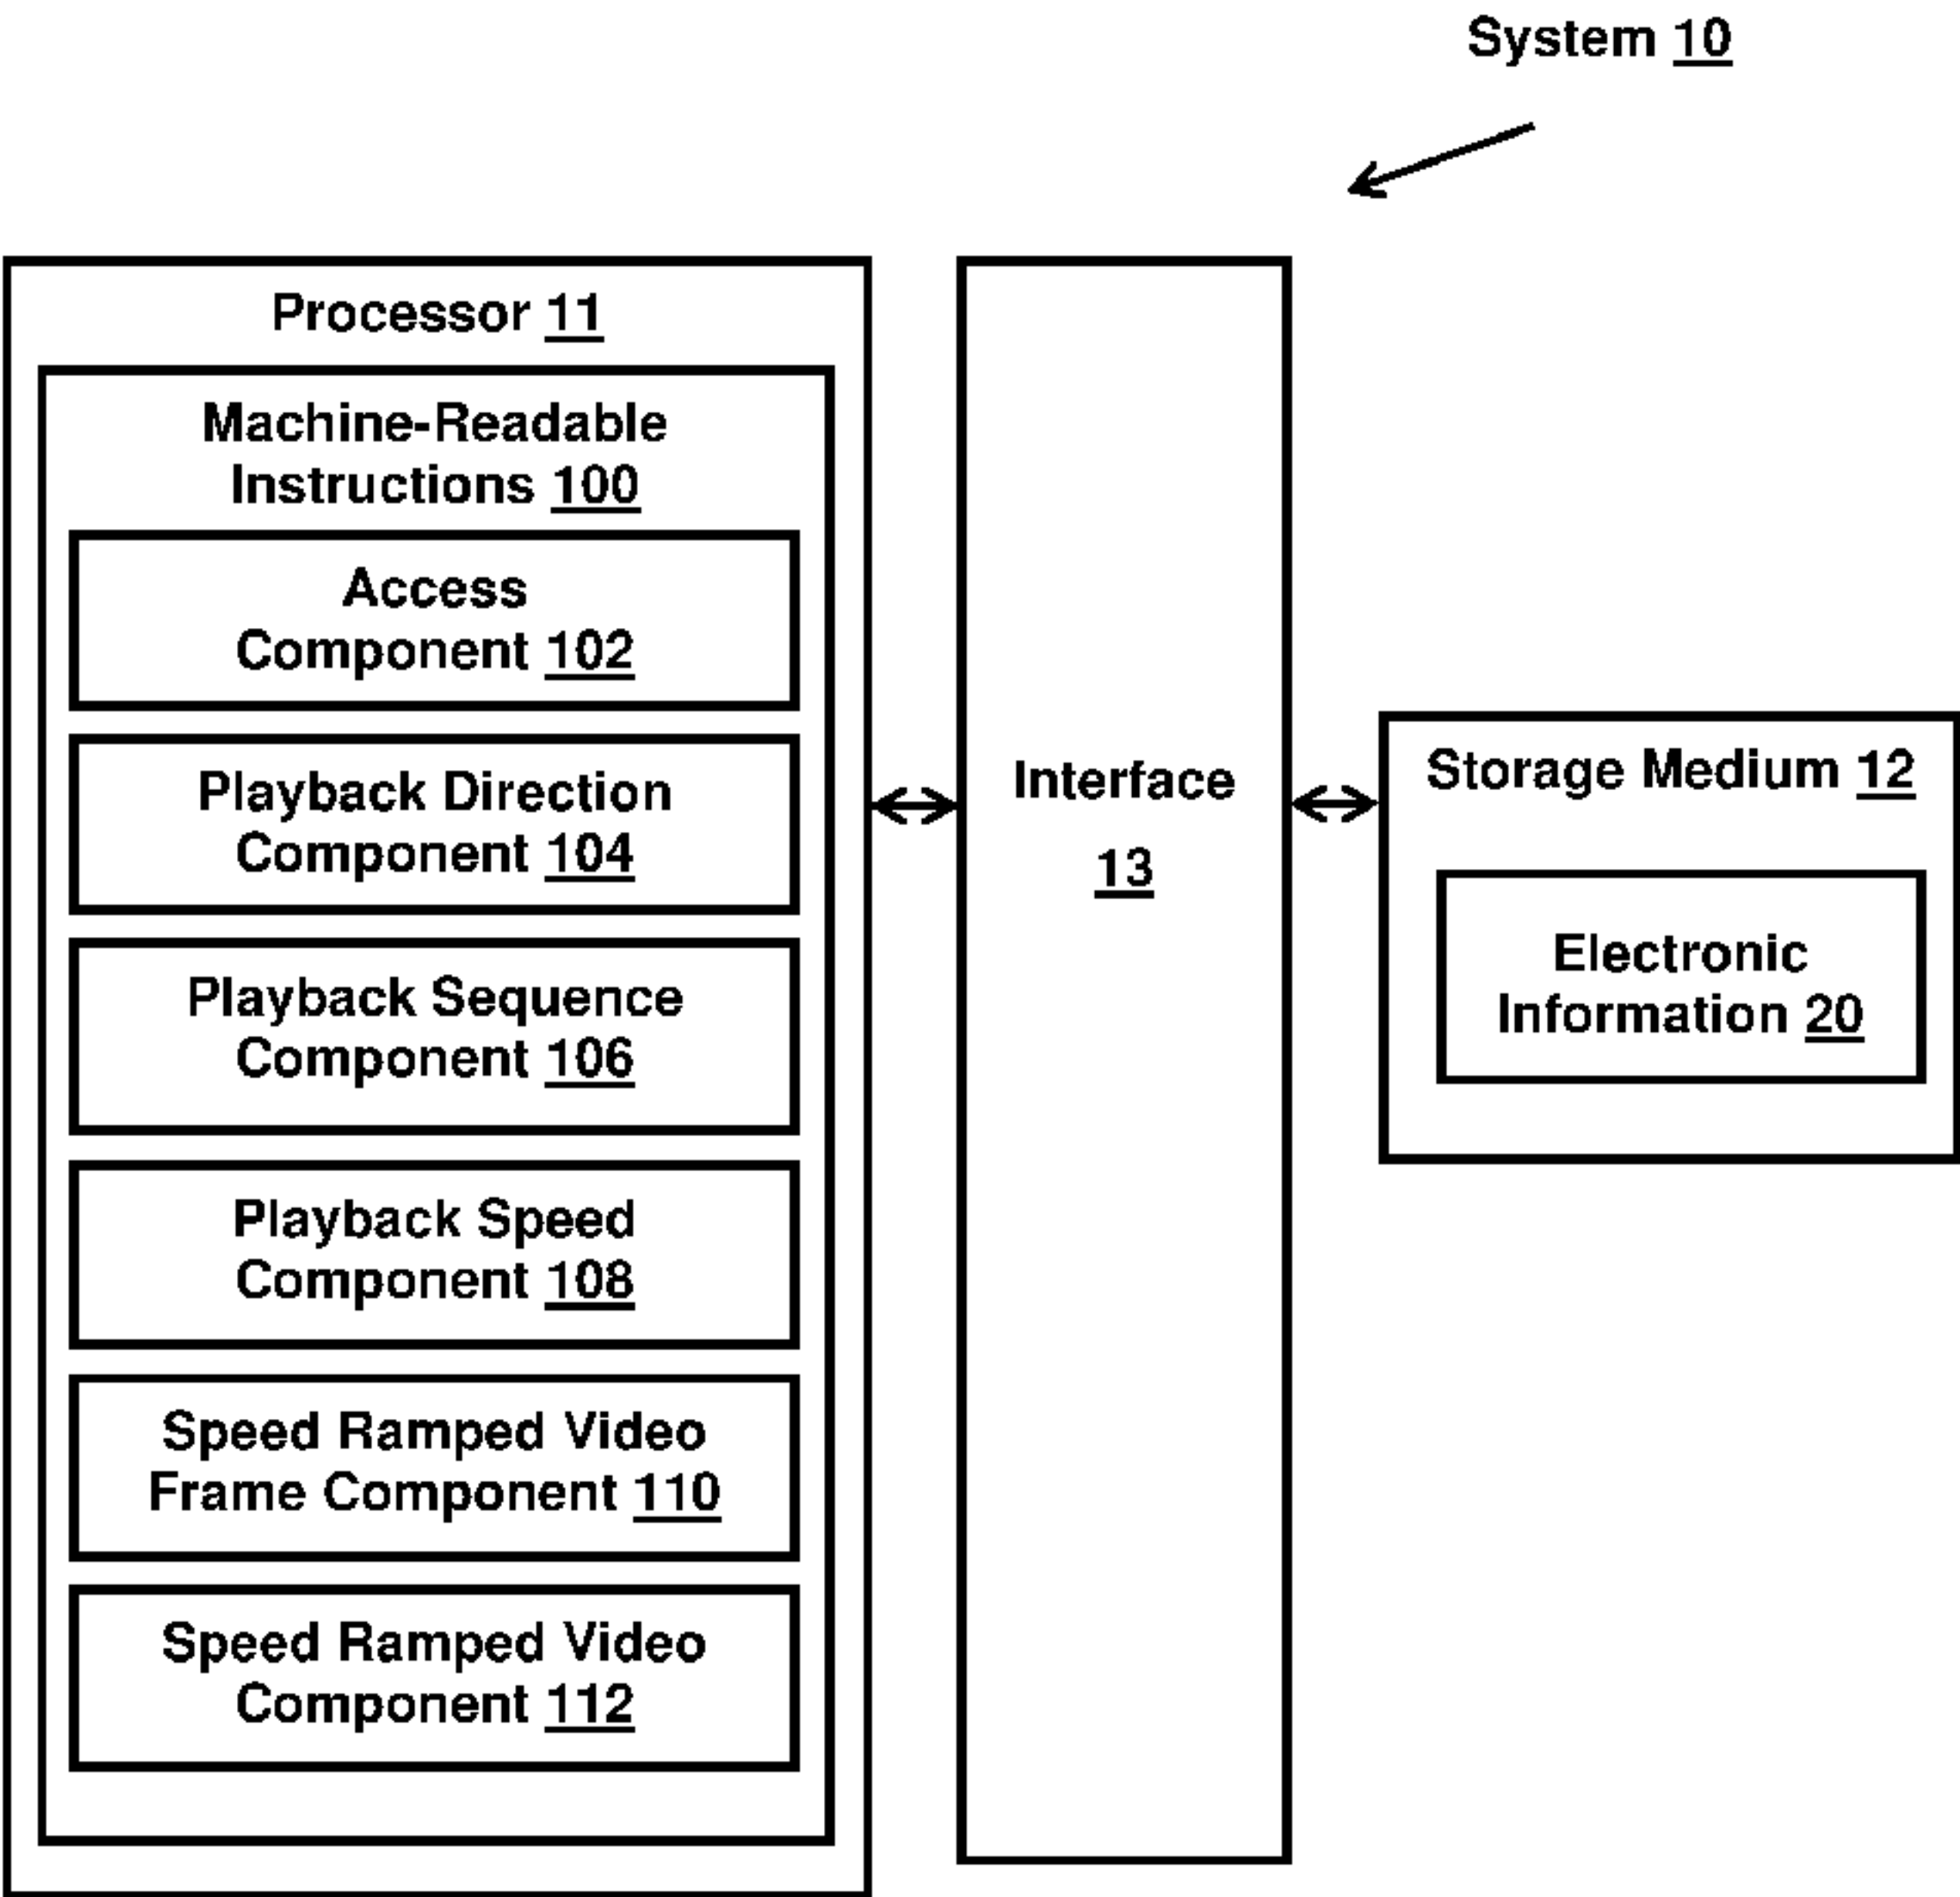 System 10
Processor 11
Machine-Readable
Instructions 100
Access
Component 102
Playback Direction
Component 104
Playback Sequence
Component 106
Playback Speed
Component 108
Speed Ramped Video
Frame Component 110
Speed Ramped Video
Component 112
Interface
13
Storage Medium 12
Electronic
Information 20